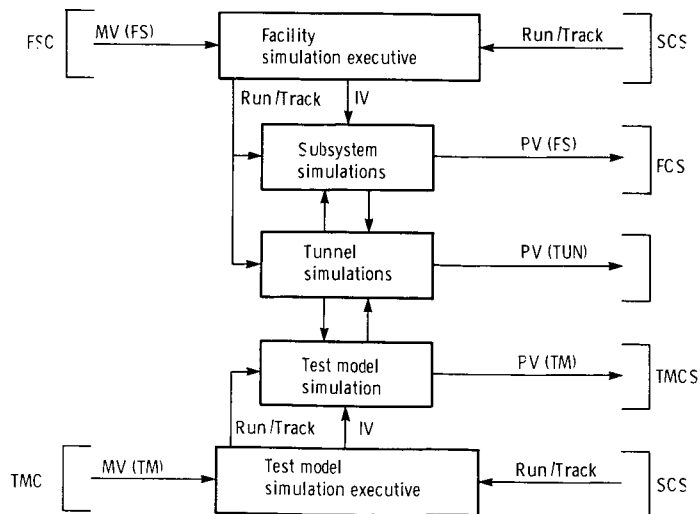 FSC
MV (FS)
Facility
simulation executive
Run/Track
SCS
Run/Track
IV
Subsystem
simulations
PV (FS)
FCS
Tunnel
simulations
PV (TUN)
Test model
simulation
PV (TM)
TMCS
Run/Track
IV
TMC
MV (TM)
Test model
simulation executive
Run/Track
SCS